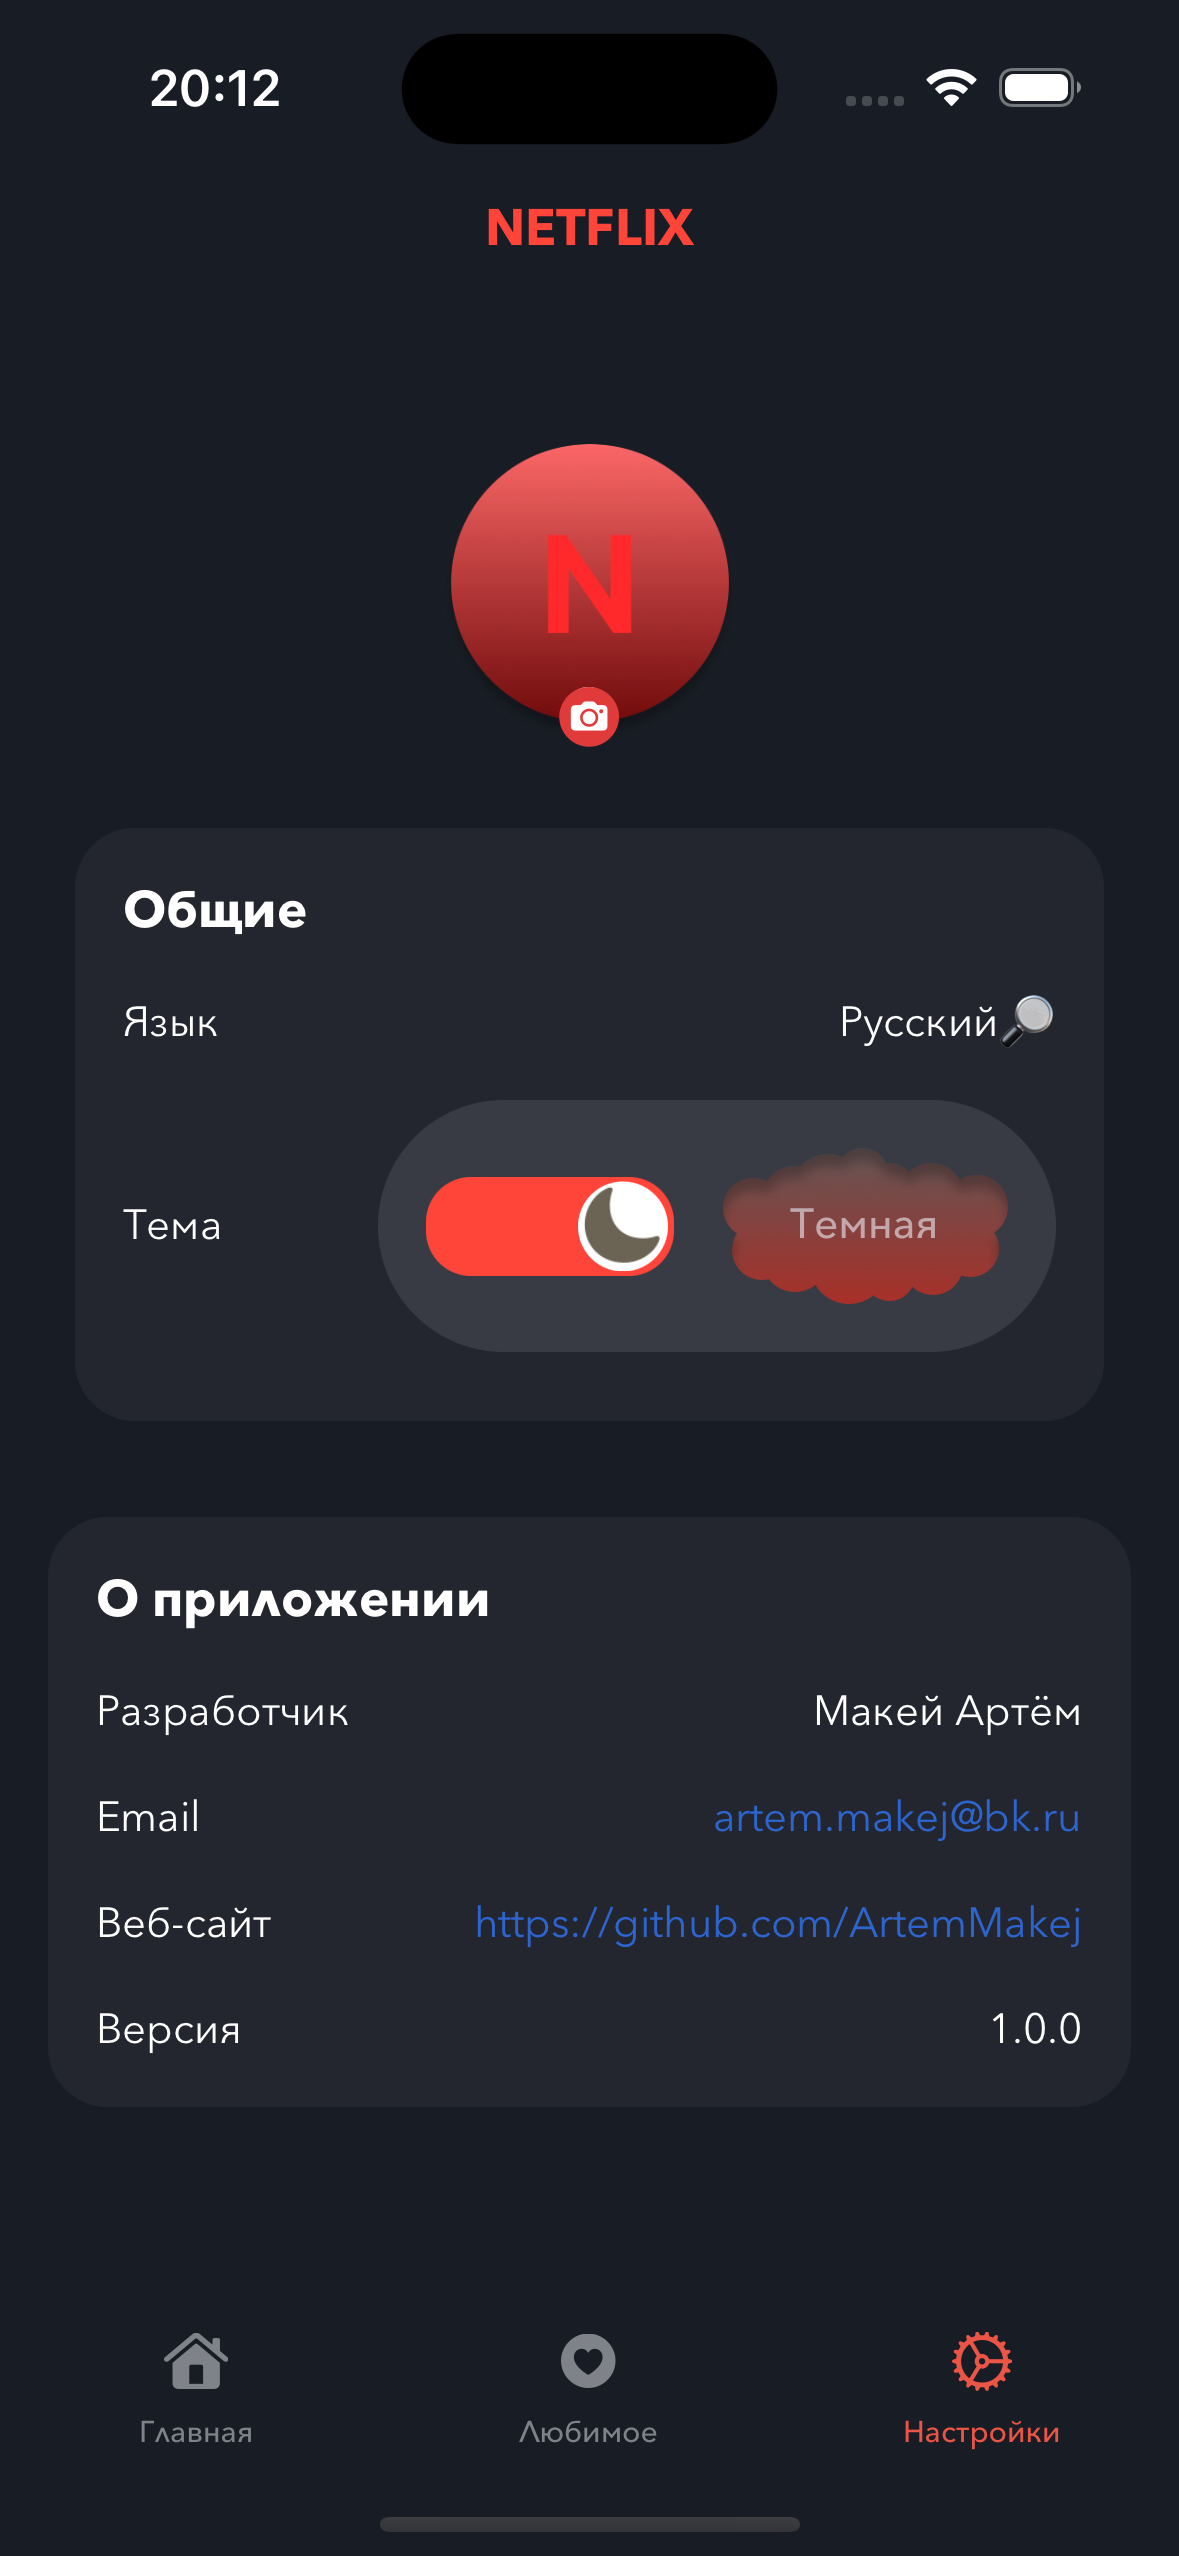 20:12
NETFLIX
N
Общие
Язык
Русский
Тема
Темная
О приложении
Разработчик
Макей Артём
Email
artem.makej@bk.ru
Веб-сайт
https://github.com/ArtemMakej
Версия
1.0.0
Главная
Любимое
Настройки